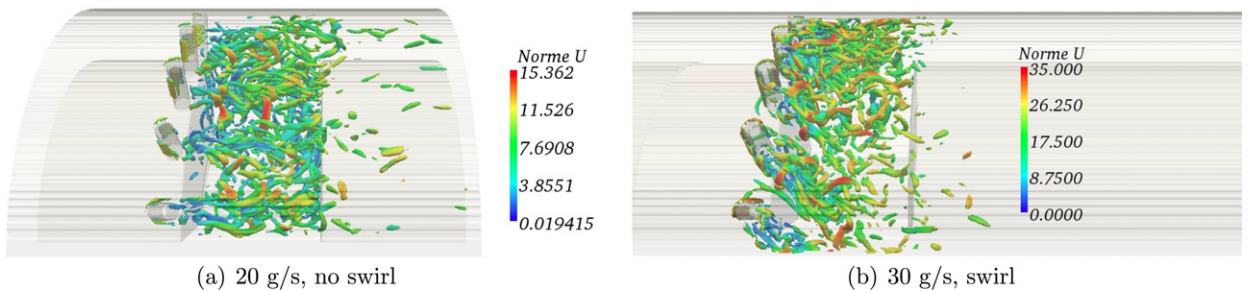 Norme U
15.362
11.526
7.6908
3.8551
0.019415
(a) 20 g/s, no swirl
Norme U
35.000
26.250
17.500
8.7500
0.0000
(b) 30 g/s, swirl